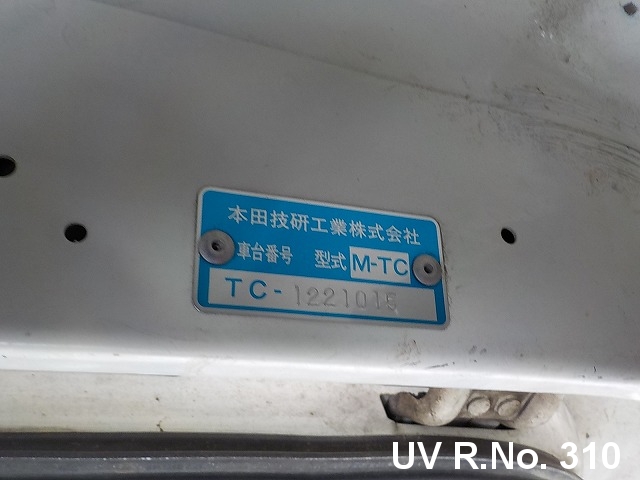 本田技研工業株式会社
車台番号 型式 M-TC
TC-1221015
UV R.No. 310